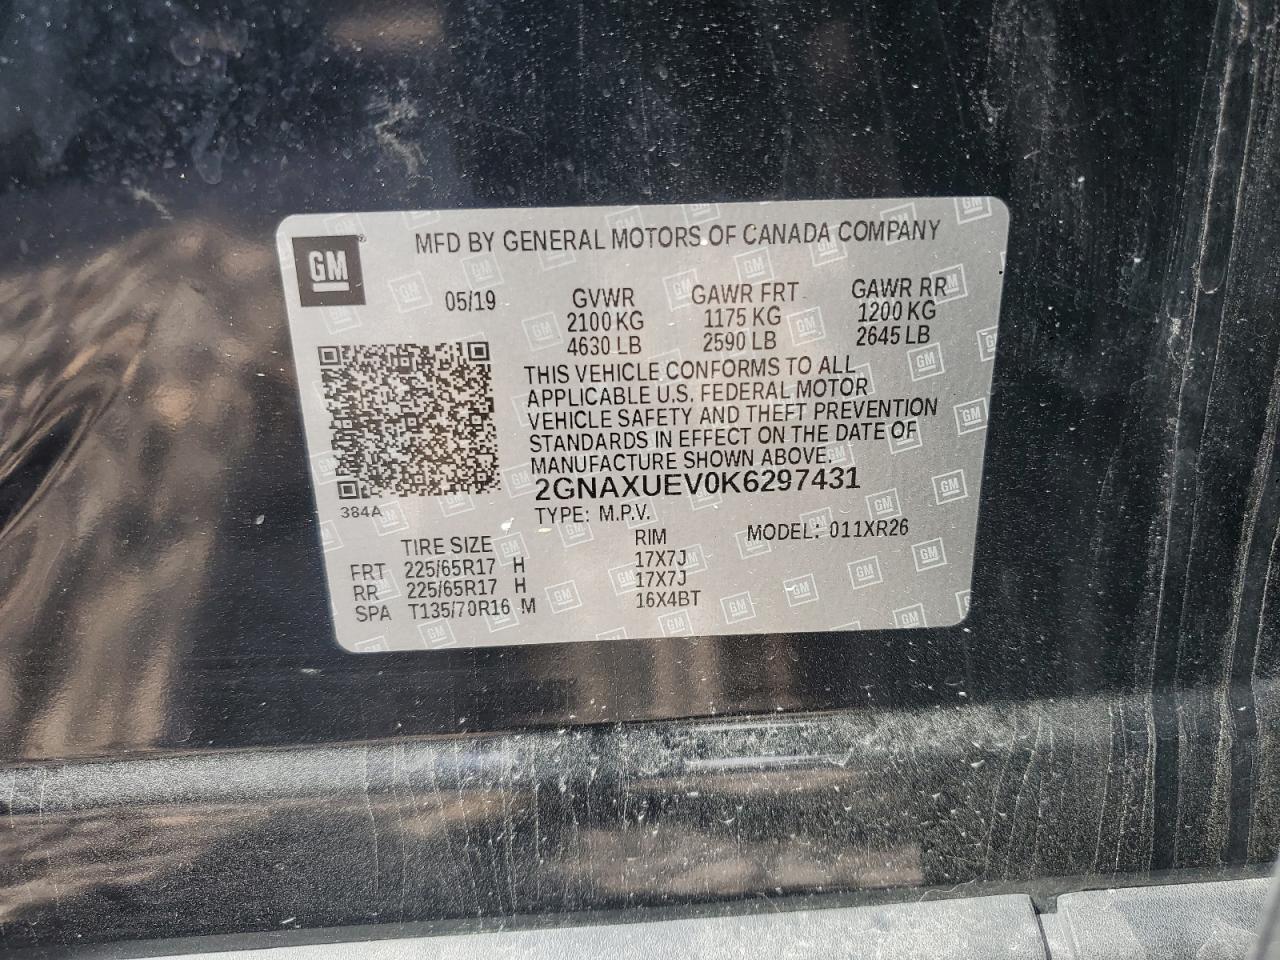 MFD BY GENERAL MOTORS OF CANADA COMPANY
GM
05/19 GVWR GAWR FRT GAWR RR
2100 KG 1175 KG 1200 KG
4630 LB 2590 LB 2645 LB
THIS VEHICLE CONFORMS TO ALL
APPLICABLE U.S. FEDERAL MOTOR
VEHICLE SAFETY AND THEFT PREVENTION
STANDARDS IN EFFECT ON THE DATE OF
MANUFACTURE SHOWN ABOVE.
2GNAXUEV0K6297431
384A
TYPE: M.P.V.
MODEL: 011XR26
TIRE SIZE RIM
FRT 225/65R17 H 17X7J
RR 225/65R17 H 17X7J
SPA T135/70R16 M 16X4BT